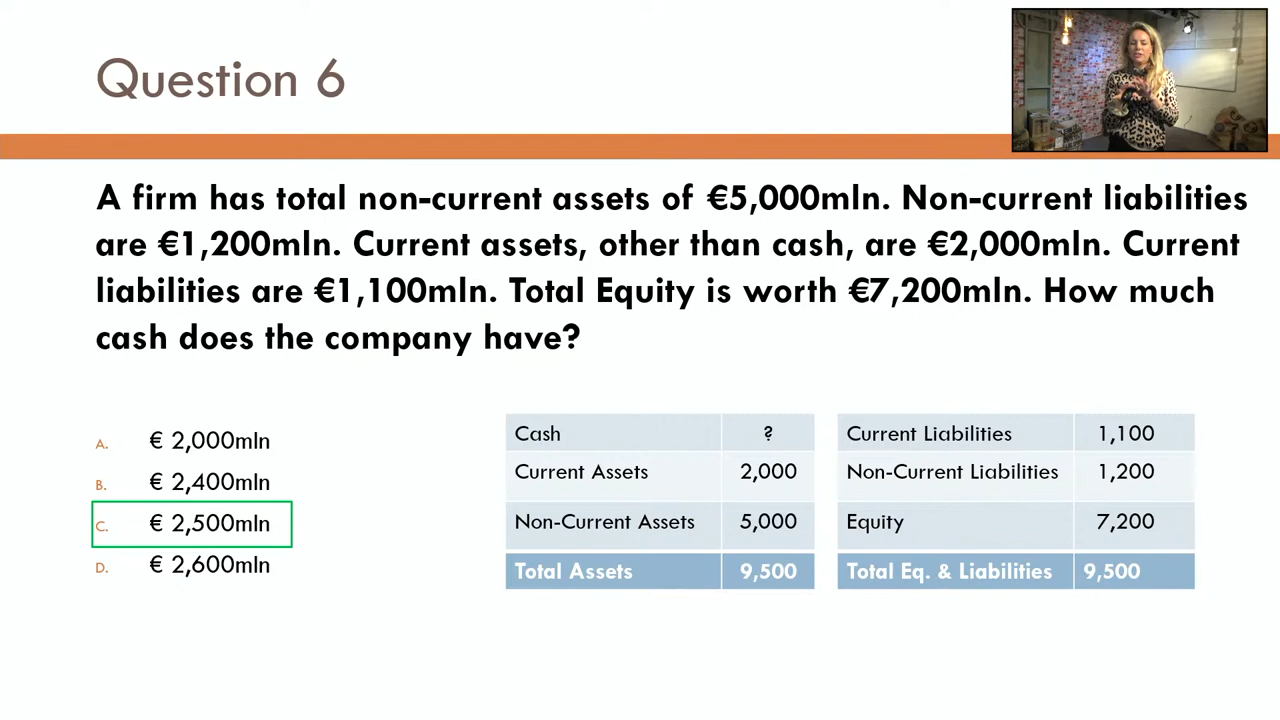 Question 6
A firm has total non-current assets of €5,000mln. Non-current liabilities
are €1,200mln. Current assets, other than cash, are €2,000mln. Current
liabilities are €1,100mln. Total Equity is worth €7,200mln. How much
cash does the company have?
A. € 2,000mln
B. € 2,400mln
C. € 2,500mln
D. € 2,600mln
Cash ?
Current Assets 2,000
Non-Current Assets 5,000
Total Assets 9,500
Current Liabilities 1,100
Non-Current Liabilities 1,200
Equity 7,200
Total Eq. & Liabilities 9,500